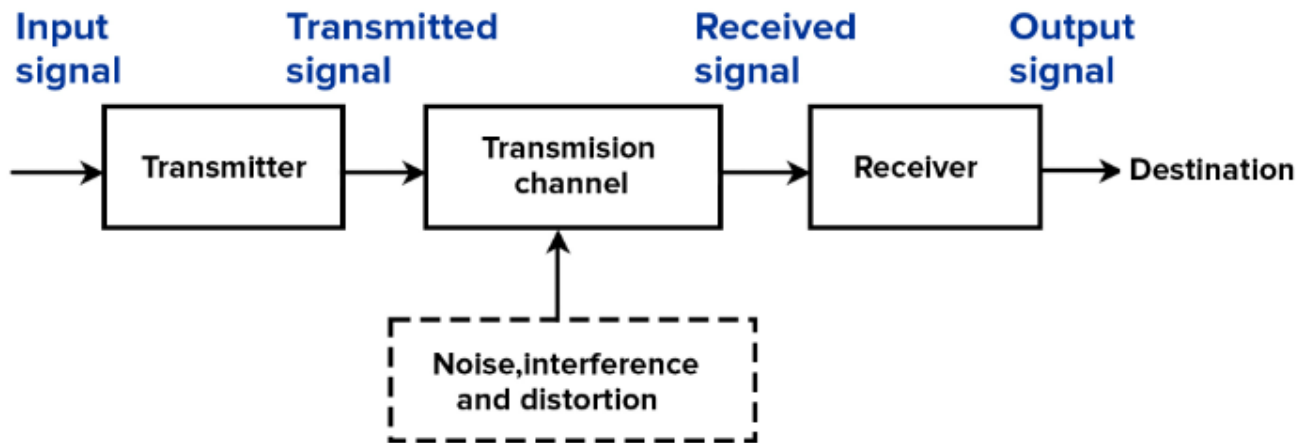 Input
signal
Transmitted
signal
Received
signal
Output
signal
Transmitter
Transmision
channel
Receiver
Destination
Noise,interference
and distortion